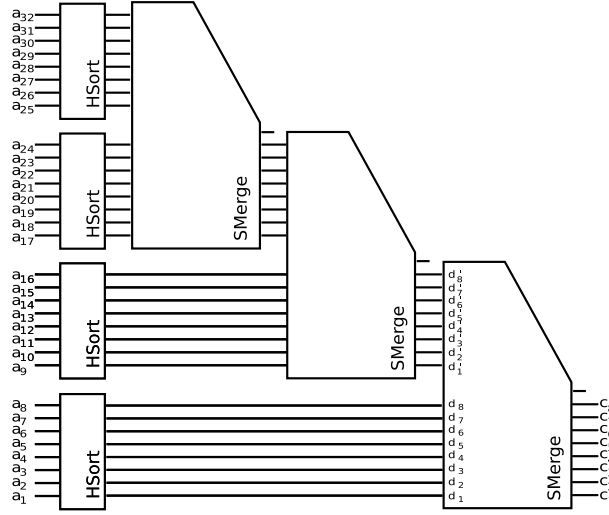 a32
a31
a30
a29
a28
a27
a26
a25
HSort
a24
a23
a22
a21
a20
a19
a18
a17
HSort
SMerge
a16
a15
a14
a13
a12
a11
a10
a9
HSort
SMerge
d'8
d'7
d'6
d'5
d'4
d'3
d'2
d'1
a8
a7
a6
a5
a4
a3
a2
a1
HSort
d8
d7
d6
d5
d4
d3
d2
d1
SMerge